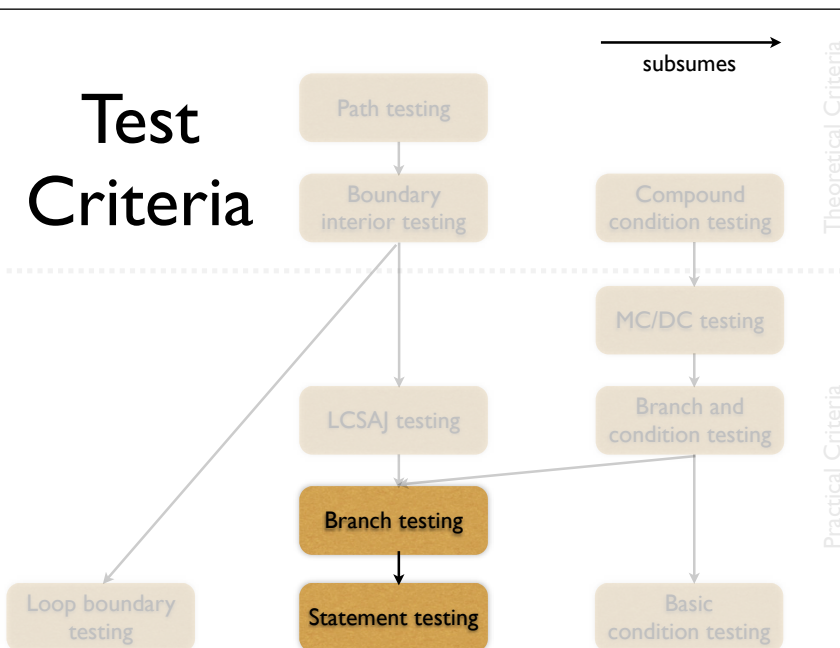 Test
Criteria
subsumes
Path testing
Boundary
interior testing
Compound
condition testing
Theoretical Criteria
MC/DC testing
LCSAJ testing
Branch and
condition testing
Practical Criteria
Branch testing
Loop boundary
testing
Statement testing
Basic
condition testing